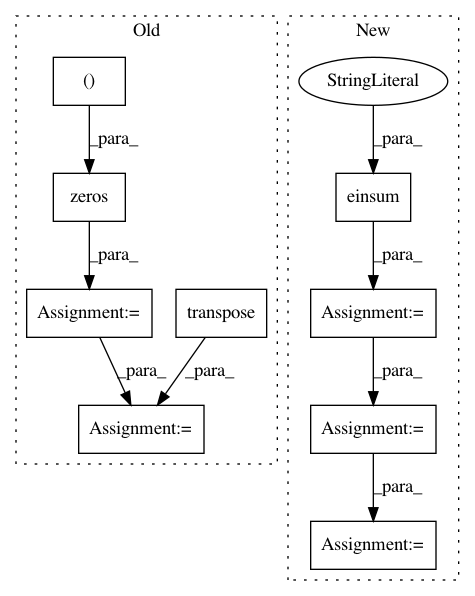 Old
New
()
StringLiteral
_para_
_para_
zeros
einsum
_para_
_para_
Assignment:=
transpose
Assignment:=
_para_
_para_
_para_
Assignment:=
Assignment:=
_para_
Assignment:=